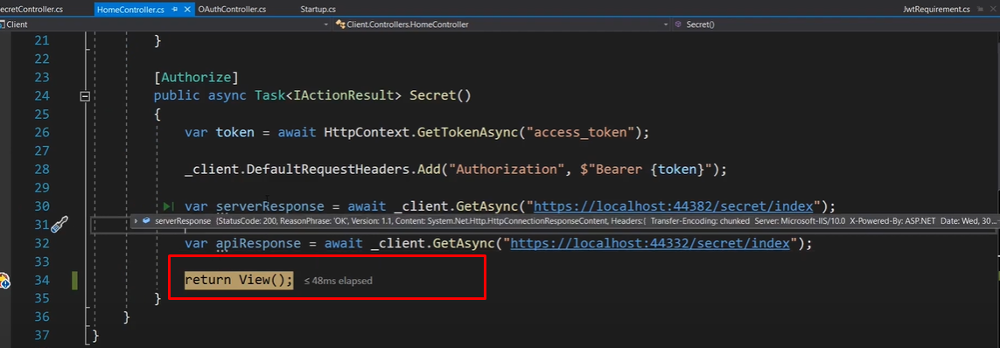 ecretController.cs HomeController.cs OAuthController.cs Startup.cs JwtRequirement.cs
Client Client.Controllers.HomeController Secret()
21 }
22
23 [Authorize]
24 public async Task<IActionResult> Secret()
25 {
26 var token = await HttpContext.GetTokenAsync("access_token");
27
28 _client.DefaultRequestHeaders.Add("Authorization", $"Bearer {token}");
29
30 var serverResponse = await _client.GetAsync("https://localhost:44382/secret/index");
31 serverResponse {StatusCode: 200, ReasonPhrase: 'OK', Version: 1.1, Content: System.Net.Http.HttpConnectionResponseContent, Headers:{ Transfer-Encoding: chunked Server: Microsoft-IIS/10.0 X-Powered-By: ASP.NET Date: Wed, 30...
32 var apiResponse = await _client.GetAsync("https://localhost:44332/secret/index");
33
34 return View(); ≤ 48ms elapsed
35 }
36 }
37 }